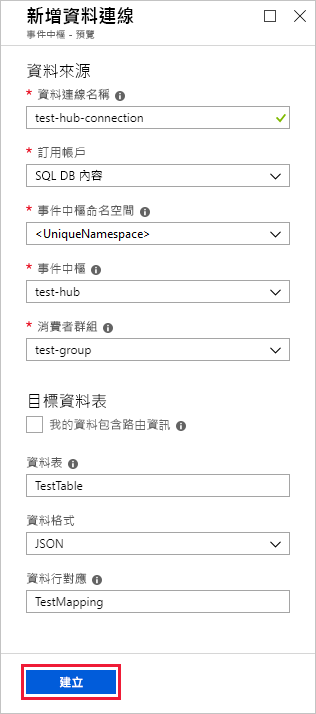 新增資料連線
事件中樞 - 預覽
資料來源
* 資料連線名稱
test-hub-connection
* 訂用帳戶
SQL DB 內容
* 事件中樞命名空間
<UniqueNamespace>
* 事件中樞
test-hub
* 消費者群組
test-group
目標資料表
我的資料包含路由資訊
資料表
TestTable
資料格式
JSON
資料行對應
TestMapping
建立